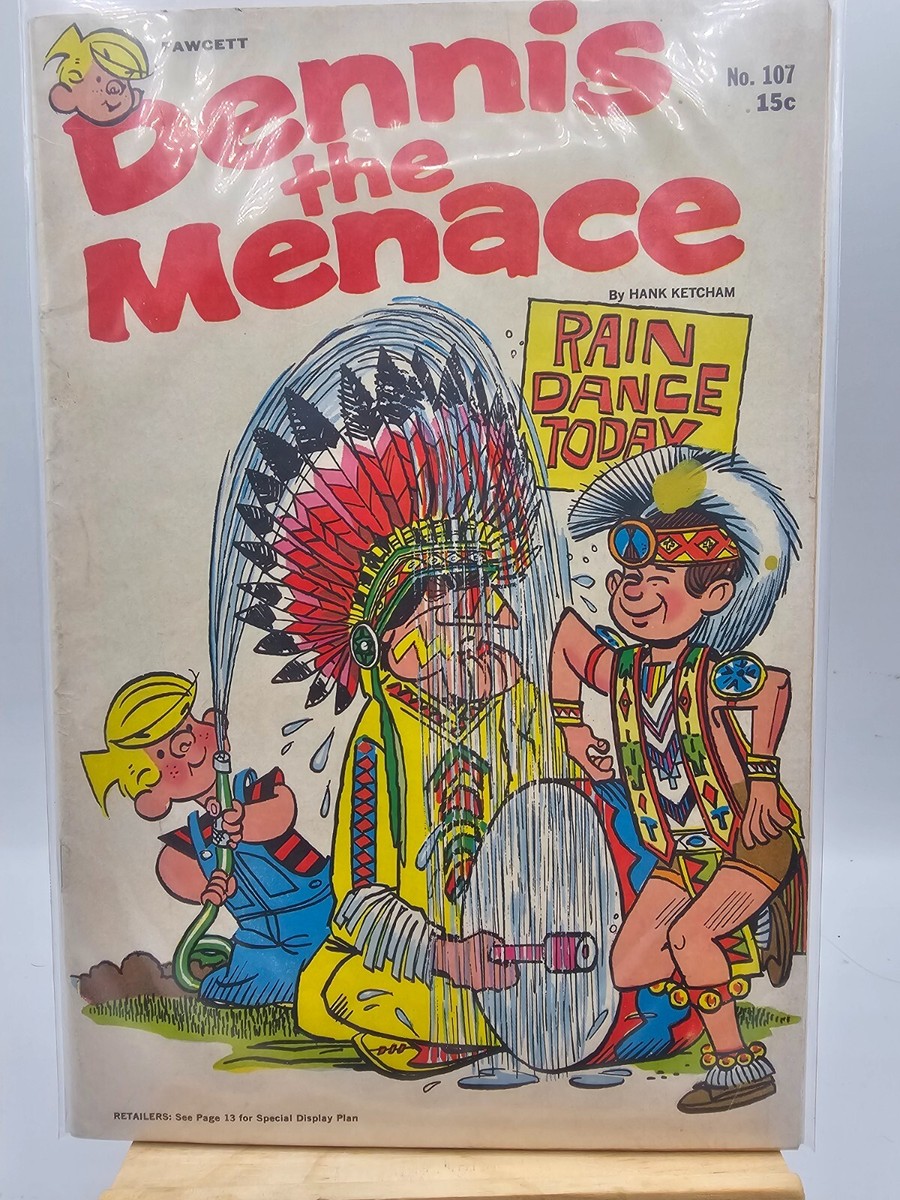 FAWCETT
Dennis
the
Menace
No. 107
15c
By HANK KETCHAM
RAIN
DANCE
TODAY
RETAILERS: See Page 13 for Special Display Plan